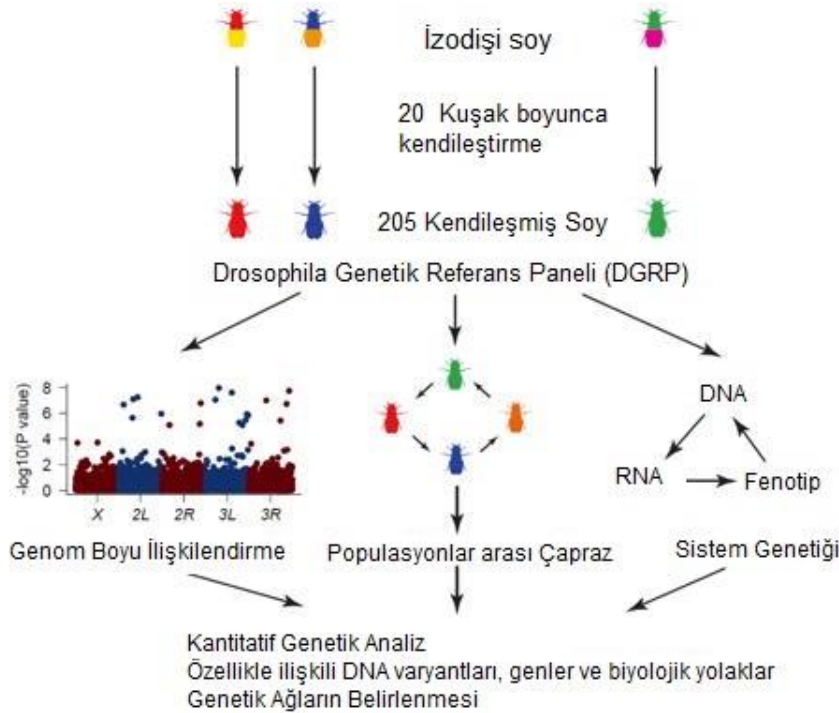 İzodişi soy
20 Kuşak boyunca
kendileştirme
205 Kendileşmiş Soy
Drosophila Genetik Referans Paneli (DGRP)
-log10(P value)
8
6
4
2
0
X 2L 2R 3L 3R
DNA
RNA
Fenotip
Genom Boyu İlişkilendirme
Populasyonlar arası Çapraz
Sistem Genetiği
Kantitatif Genetik Analiz
Özellikle ilişkili DNA varyantları, genler ve biyolojik yolaklar
Genetik Ağların Belirlenmesi